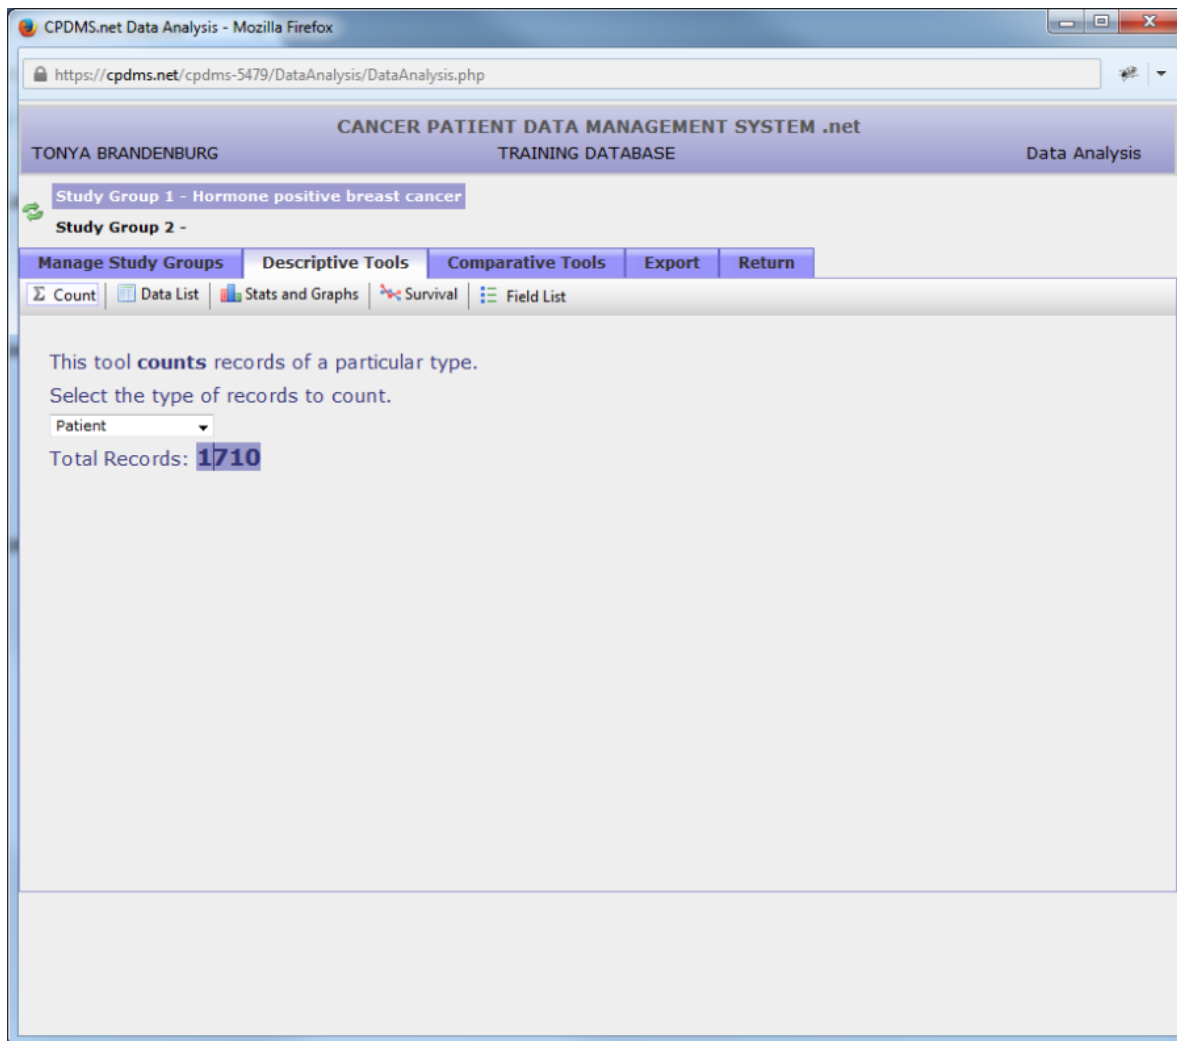 CPDMS.net Data Analysis - Mozilla Firefox
https://cpdms.net/cpdms-5479/DataAnalysis/DataAnalysis.php
CANCER PATIENT DATA MANAGEMENT SYSTEM .net
TONYA BRANDENBURG TRAINING DATABASE Data Analysis
Study Group 1 - Hormone positive breast cancer
Study Group 2 -
Manage Study Groups Descriptive Tools Comparative Tools Export Return
Σ Count Data List Stats and Graphs Survival Field List
This tool counts records of a particular type.
Select the type of records to count.
Patient
Total Records: 1710